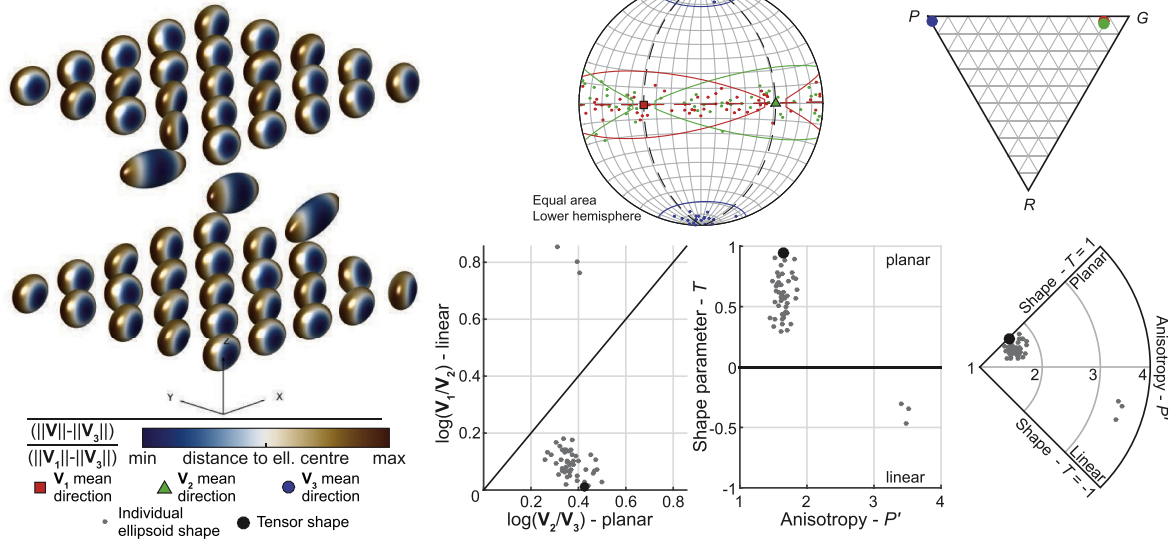 Z
Y
X
(||V||-||V3||)
(||V1||-||V3||)
min
distance to ell. centre
max
V1 mean
direction
V2 mean
direction
V3 mean
direction
Individual
ellipsoid shape
Tensor shape
Equal area
Lower hemisphere
P
G
R
log(V1/V2) - linear
0.8
0.6
0.4
0.2
0
0.2
0.4
0.6
0.8
log(V2/V3) - planar
Shape parameter - T
1
0.5
0
-0.5
-1
planar
linear
1
2
3
4
Anisotropy - P'
Shape - T = 1
Planar
1
2
3
4
Anisotropy - P'
Linear
Shape - T = -1